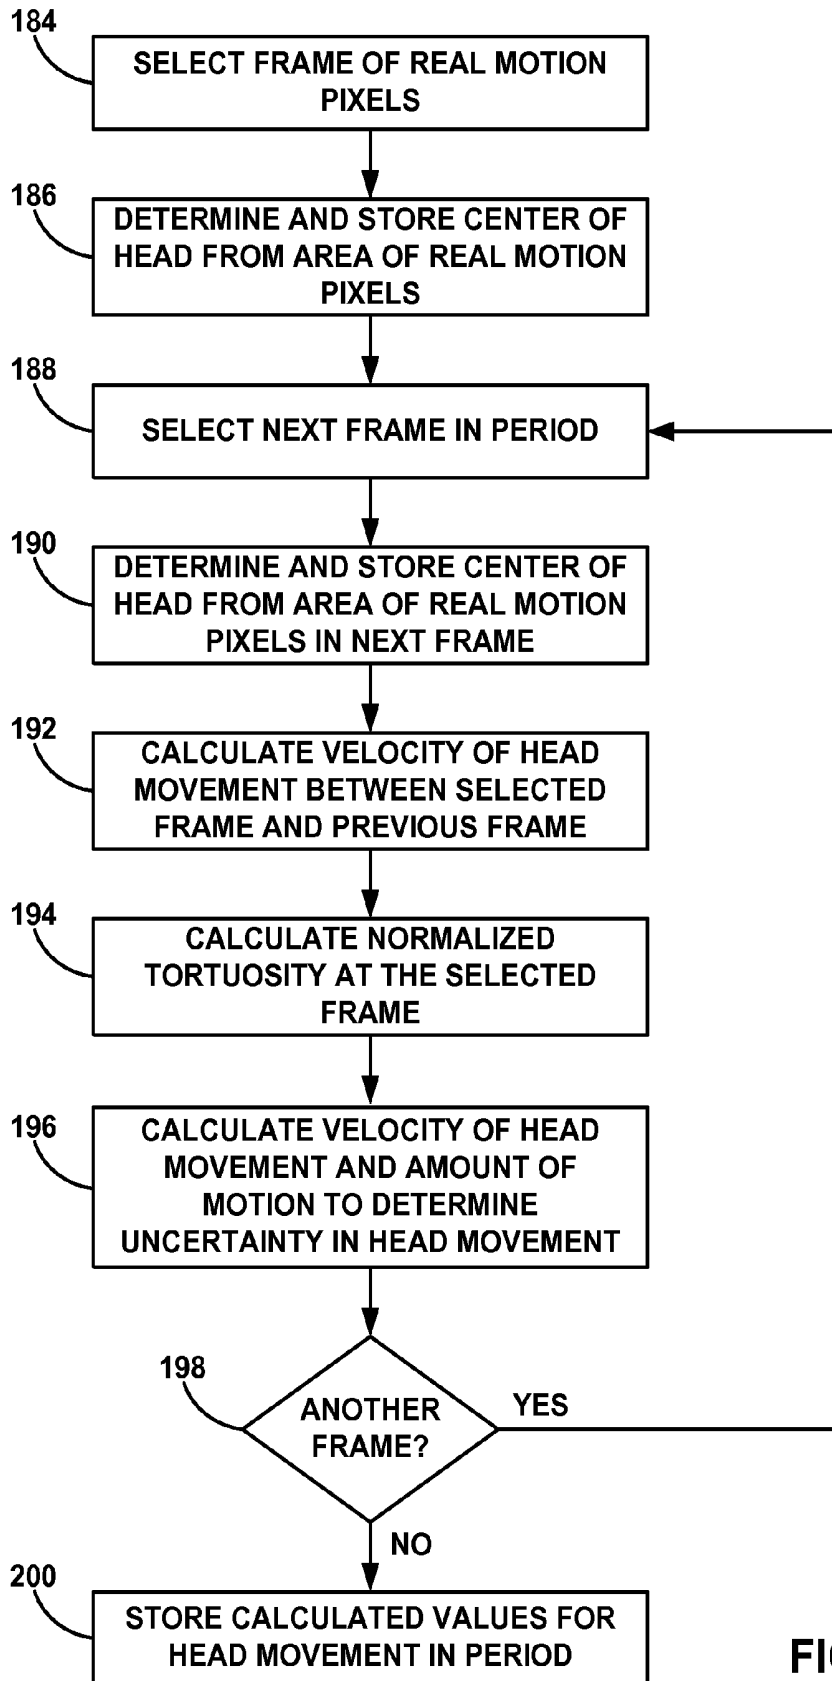 184
SELECT FRAME OF REAL MOTION
PIXELS
186
DETERMINE AND STORE CENTER OF
HEAD FROM AREA OF REAL MOTION
PIXELS
188
SELECT NEXT FRAME IN PERIOD
190
DETERMINE AND STORE CENTER OF
HEAD FROM AREA OF REAL MOTION
PIXELS IN NEXT FRAME
192
CALCULATE VELOCITY OF HEAD
MOVEMENT BETWEEN SELECTED
FRAME AND PREVIOUS FRAME
194
CALCULATE NORMALIZED
TORTUOSITY AT THE SELECTED
FRAME
196
CALCULATE VELOCITY OF HEAD
MOVEMENT AND AMOUNT OF
MOTION TO DETERMINE
UNCERTAINTY IN HEAD MOVEMENT
198
ANOTHER
FRAME?
YES
NO
200
STORE CALCULATED VALUES FOR
HEAD MOVEMENT IN PERIOD